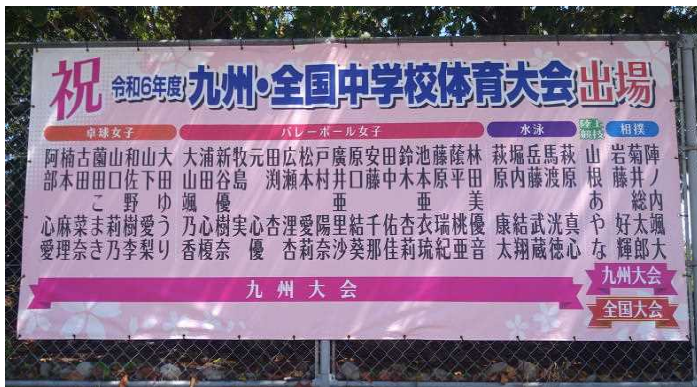 祝 令和6年度 九州・全国中学校体育大会出場
卓球女子
阿部心愛
楠本麻理
古田菜奈
薗田こまき
山口莉乃
和佐野樹李
山下愛梨
大田ゆうり
バレーボール女子
大山颯乃香
浦田心榎
新谷優樹奈
牧島実
元心優
田渕杏
広瀬浬杏
松本愛莉
戸村陽奈
廣井亜里沙
原口結葵
安藤千那
田中佑佳
鈴木杏莉
池本亜衣琉
藤原瑞紀
蔭平桃亜
林田美優音
水泳
萩原康太
堀内結翔
岳藤武蔵
馬渡洸徳
萩原真心
陸上競技
山根あやな
相撲
岩藤好輝
菊井総太郎
陣ノ内颯大
九州大会
九州大会
全国大会